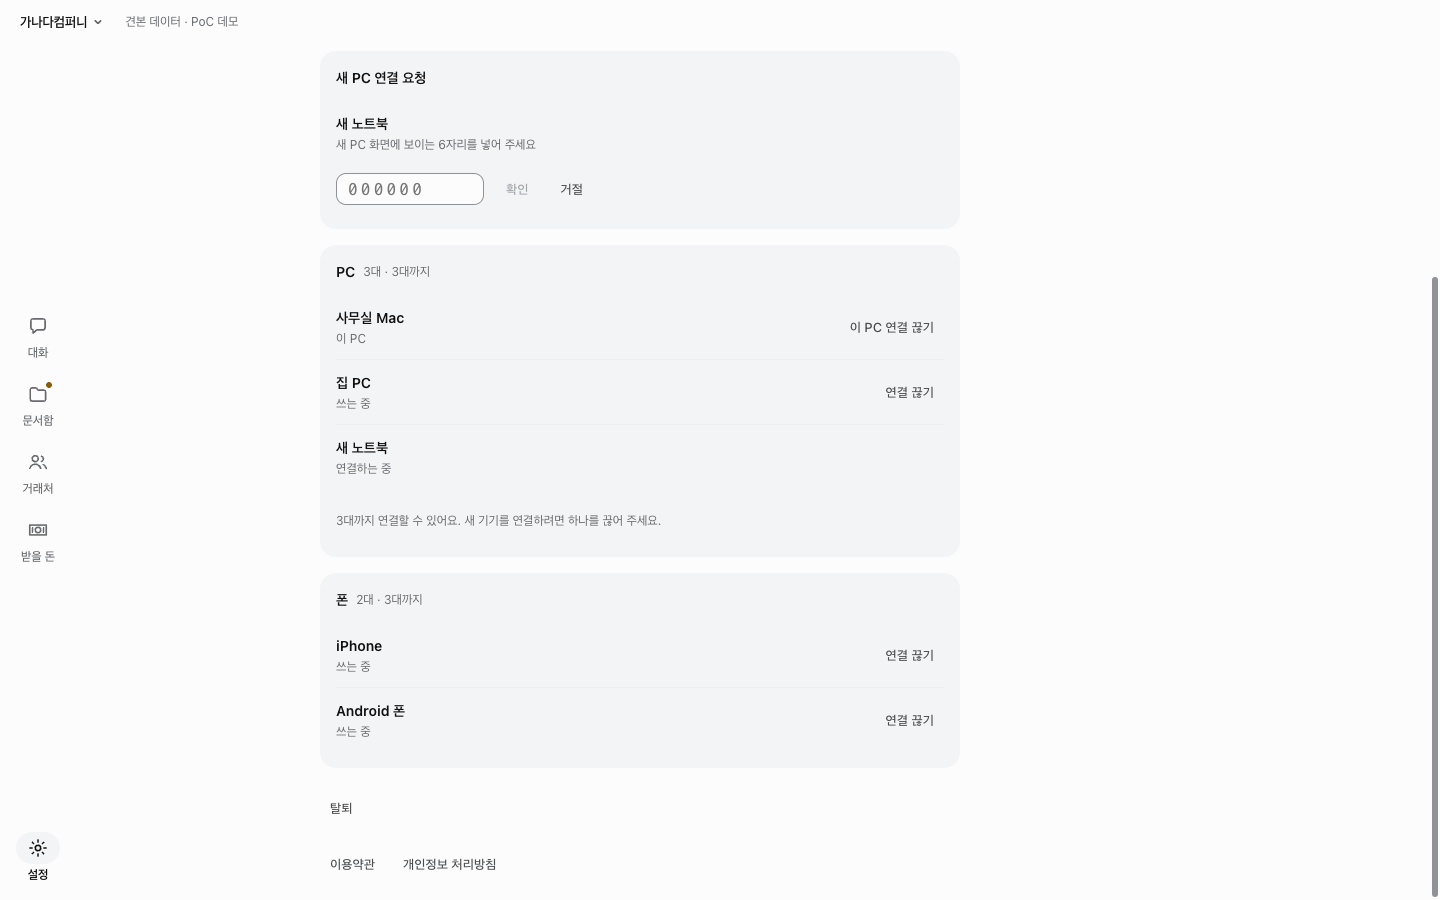 가나다컴퍼니
견본 데이터 · PoC 데모
새 PC 연결 요청
새 노트북
새 PC 화면에 보이는 6자리를 넣어 주세요
000000
확인
거절
PC 3대 · 3대까지
사무실 Mac
이 PC
이 PC 연결 끊기
집 PC
쓰는 중
연결 끊기
새 노트북
연결하는 중
3대까지 연결할 수 있어요. 새 기기를 연결하려면 하나를 끊어 주세요.
폰 2대 · 3대까지
iPhone
쓰는 중
연결 끊기
Android 폰
쓰는 중
연결 끊기
탈퇴
이용약관
개인정보 처리방침
대화
문서함
거래처
받을 돈
설정